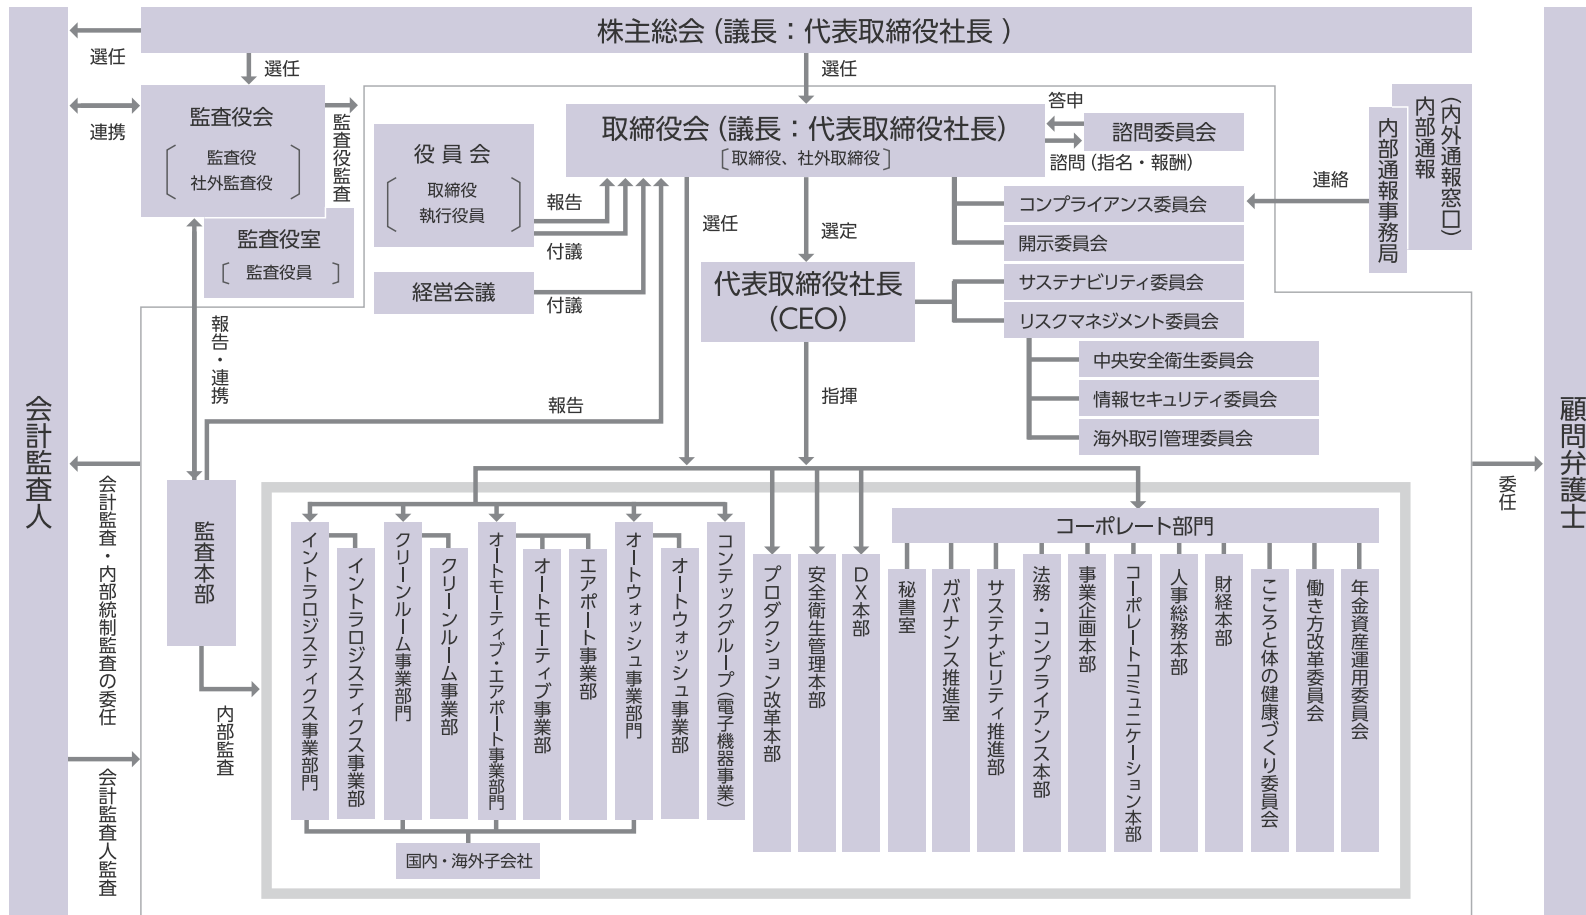 株主総会（議長：代表取締役社長 ）
選任
選任
選任
連携
監査役会
監査役
社外監査役
監査役監査
監査役室
監査役員
役員会
取締役
執行役員
経営会議
報告
付議
付議
取締役会（議長：代表取締役社長）
取締役、社外取締役
答申
諮問委員会
諮問（指名・報酬）
コンプライアンス委員会
開示委員会
サステナビリティ委員会
リスクマネジメント委員会
中央安全衛生委員会
情報セキュリティ委員会
海外取引管理委員会
選任
選定
代表取締役社長
（CEO）
指揮
連絡
内部通報事務局
（内外通報窓口）
内部通報
報告・連携
報告
会計監査人
会計監査・内部統制監査の委任
会計監査人監査
顧問弁護士
委任
監査本部
内部監査
イントラロジスティクス事業部門
イントラロジスティクス事業部
クリーンルーム事業部門
クリーンルーム事業部
オートモーティブ・エアポート事業部門
オートモーティブ事業部
エアポート事業部
オートウォッシュ事業部門
オートウォッシュ事業部
コンテックグループ（電子機器事業）
国内・海外子会社
プロダクション改革本部
安全衛生管理本部
DX本部
コーポレート部門
秘書室
ガバナンス推進室
サステナビリティ推進部
法務・コンプライアンス本部
事業企画本部
コーポレートコミュニケーション本部
人事総務本部
財経本部
こころと体の健康づくり委員会
働き方改革委員会
年金資産運用委員会